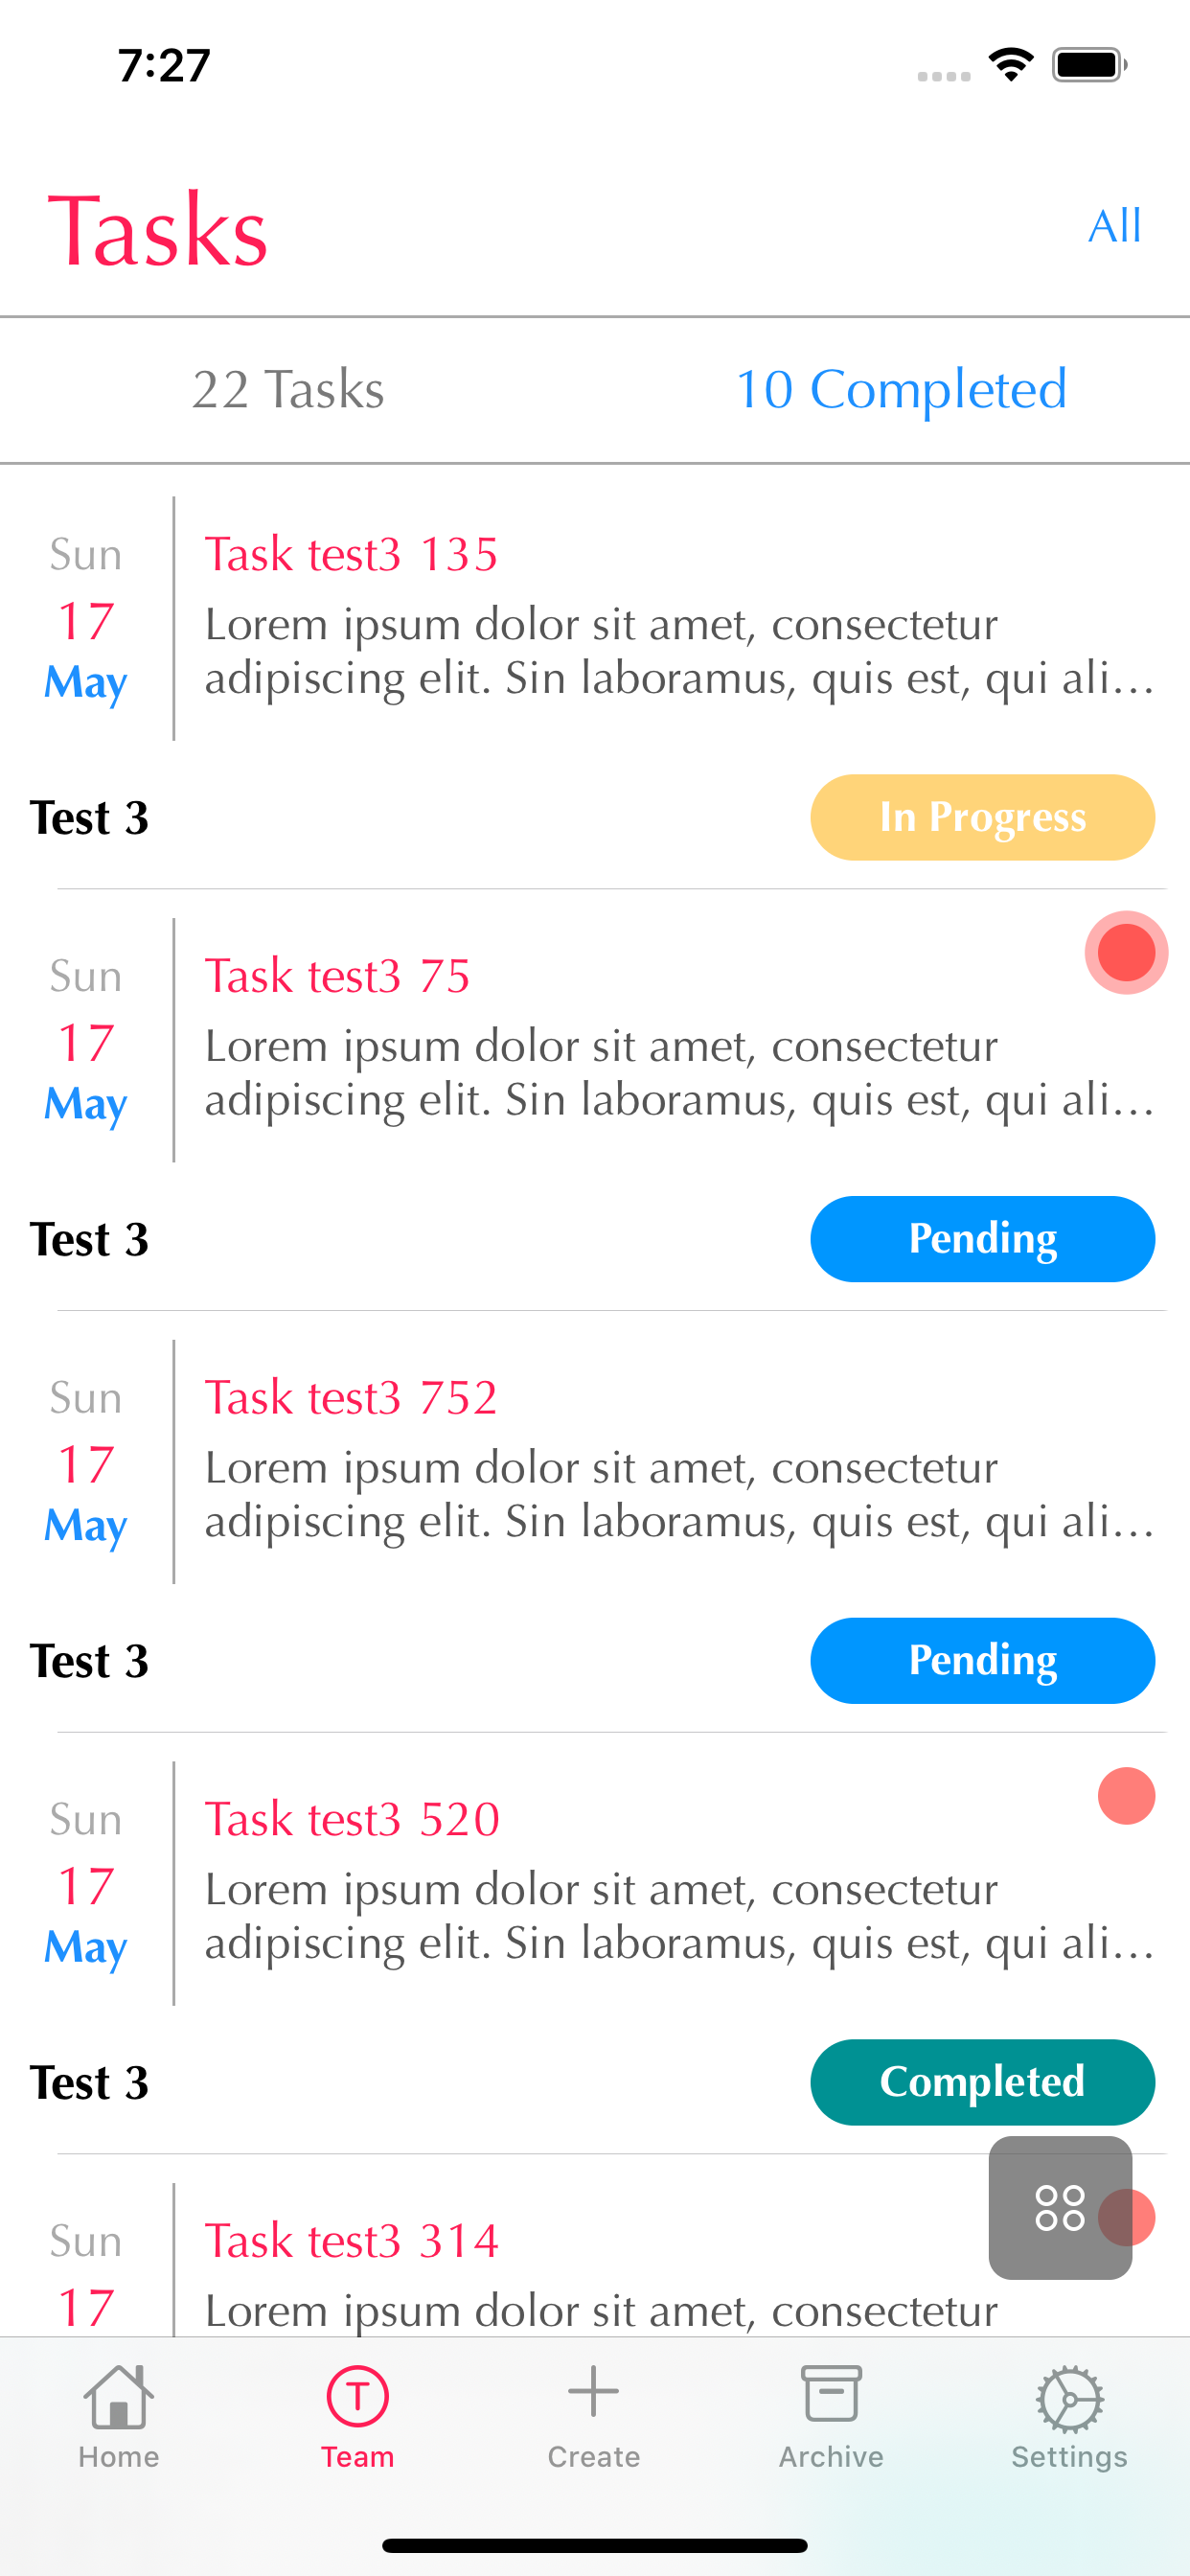 7:27
Tasks
All
22 Tasks
10 Completed
Sun
17
May
Task test3 135
Lorem ipsum dolor sit amet, consectetur
adipiscing elit. Sin laboramus, quis est, qui ali...
Test 3
In Progress
Sun
17
May
Task test3 75
Lorem ipsum dolor sit amet, consectetur
adipiscing elit. Sin laboramus, quis est, qui ali...
Test 3
Pending
Sun
17
May
Task test3 752
Lorem ipsum dolor sit amet, consectetur
adipiscing elit. Sin laboramus, quis est, qui ali...
Test 3
Pending
Sun
17
May
Task test3 520
Lorem ipsum dolor sit amet, consectetur
adipiscing elit. Sin laboramus, quis est, qui ali...
Test 3
Completed
Sun
17
Task test3 314
Lorem ipsum dolor sit amet, consectetur
T
Home
Team
Create
Archive
Settings